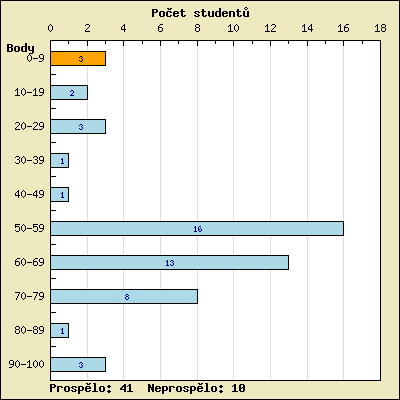 Počet studentů
0 2 4 6 8 10 12 14 16 18
Body
0-9 3
10-19 2
20-29 3
30-39 1
40-49 1
50-59 16
60-69 13
70-79 8
80-89 1
90-100 3
Prospělo: 41 Neprospělo: 10